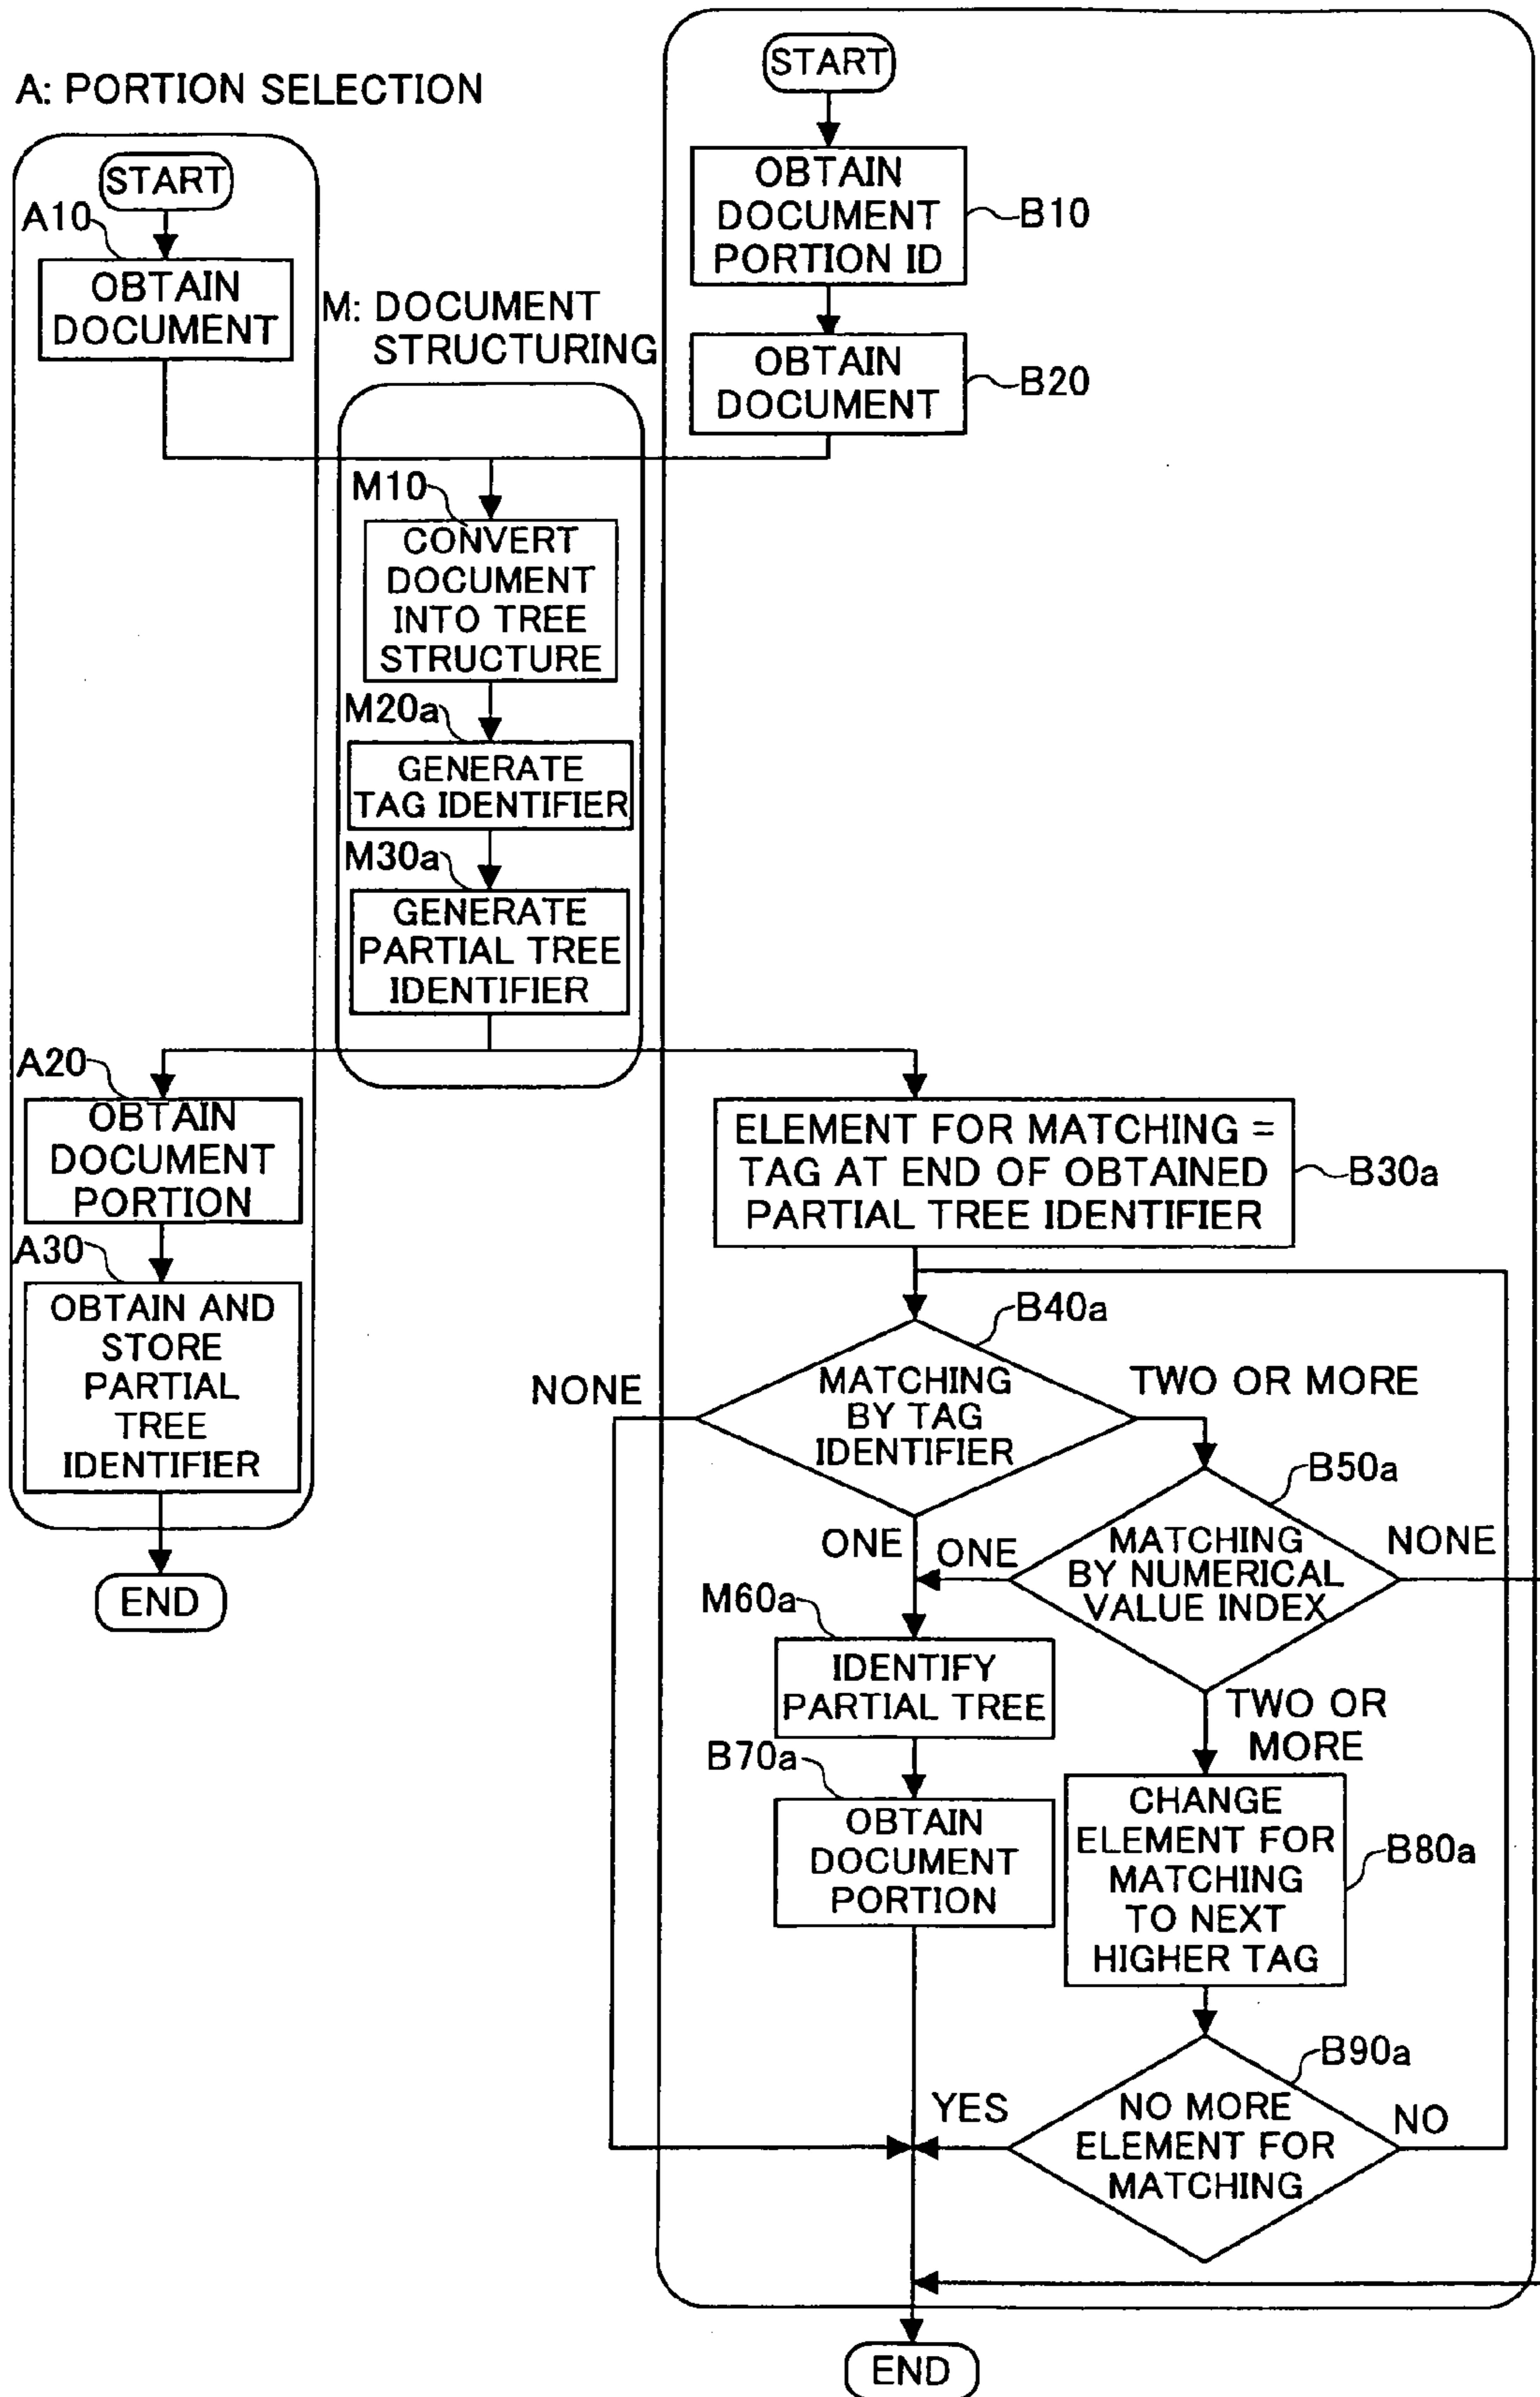 A: PORTION SELECTION
START
A10
OBTAIN
DOCUMENT
M: DOCUMENT
STRUCTURING
M10
CONVERT
DOCUMENT
INTO TREE
STRUCTURE
M20a
GENERATE
TAG IDENTIFIER
M30a
GENERATE
PARTIAL TREE
IDENTIFIER
A20
OBTAIN
DOCUMENT
PORTION
A30
OBTAIN AND
STORE
PARTIAL
TREE
IDENTIFIER
END
START
OBTAIN
DOCUMENT
PORTION ID
B10
OBTAIN
DOCUMENT
B20
ELEMENT FOR MATCHING =
TAG AT END OF OBTAINED
PARTIAL TREE IDENTIFIER
B30a
B40a
MATCHING
BY TAG
IDENTIFIER
NONE
TWO OR MORE
ONE
B50a
MATCHING
BY NUMERICAL
VALUE INDEX
ONE
NONE
TWO OR
MORE
M60a
IDENTIFY
PARTIAL TREE
B70a
OBTAIN
DOCUMENT
PORTION
CHANGE
ELEMENT FOR
MATCHING
TO NEXT
HIGHER TAG
B80a
B90a
NO MORE
ELEMENT FOR
MATCHING
YES
NO
END